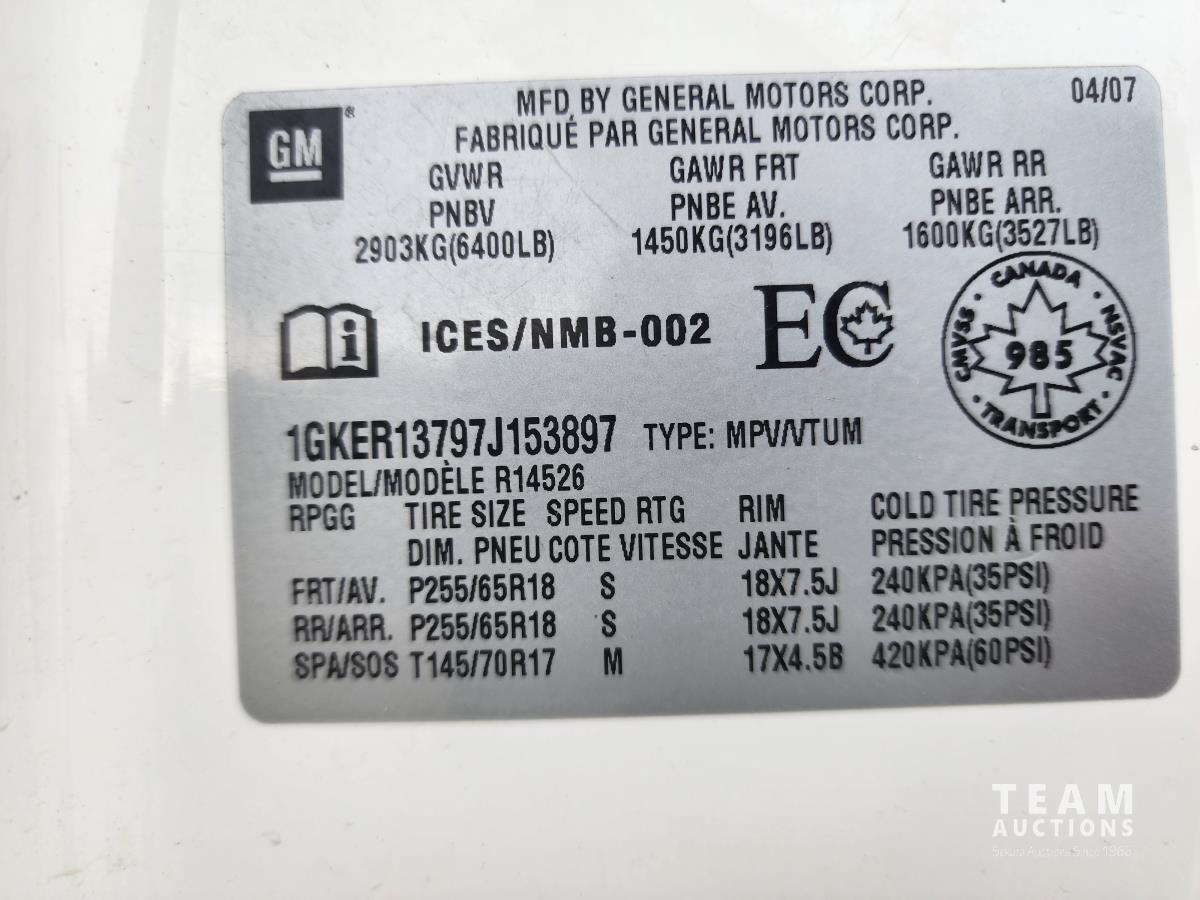 GM®
MFD BY GENERAL MOTORS CORP. 04/07
FABRIQUÉ PAR GENERAL MOTORS CORP.
GVWR GAWR FRT GAWR RR
PNBV PNBE AV. PNBE ARR.
2903KG(6400LB) 1450KG(3196LB) 1600KG(3527LB)
i ICES/NMB-002 EC
CANADA
CMVSS · 985 · NSVAC
· TRANSPORT ·
1GKER13797J153897 TYPE: MPV/VTUM
MODEL/MODÈLE R14526
RPGG TIRE SIZE SPEED RTG RIM COLD TIRE PRESSURE
DIM. PNEU COTE VITESSE JANTE PRESSION À FROID
FRT/AV. P255/65R18 S 18X7.5J 240KPA(35PSI)
RR/ARR. P255/65R18 S 18X7.5J 240KPA(35PSI)
SPA/SOS T145/70R17 M 17X4.5B 420KPA(60PSI)
TEAM
AUCTIONS
Sekura Auctions Since 1966